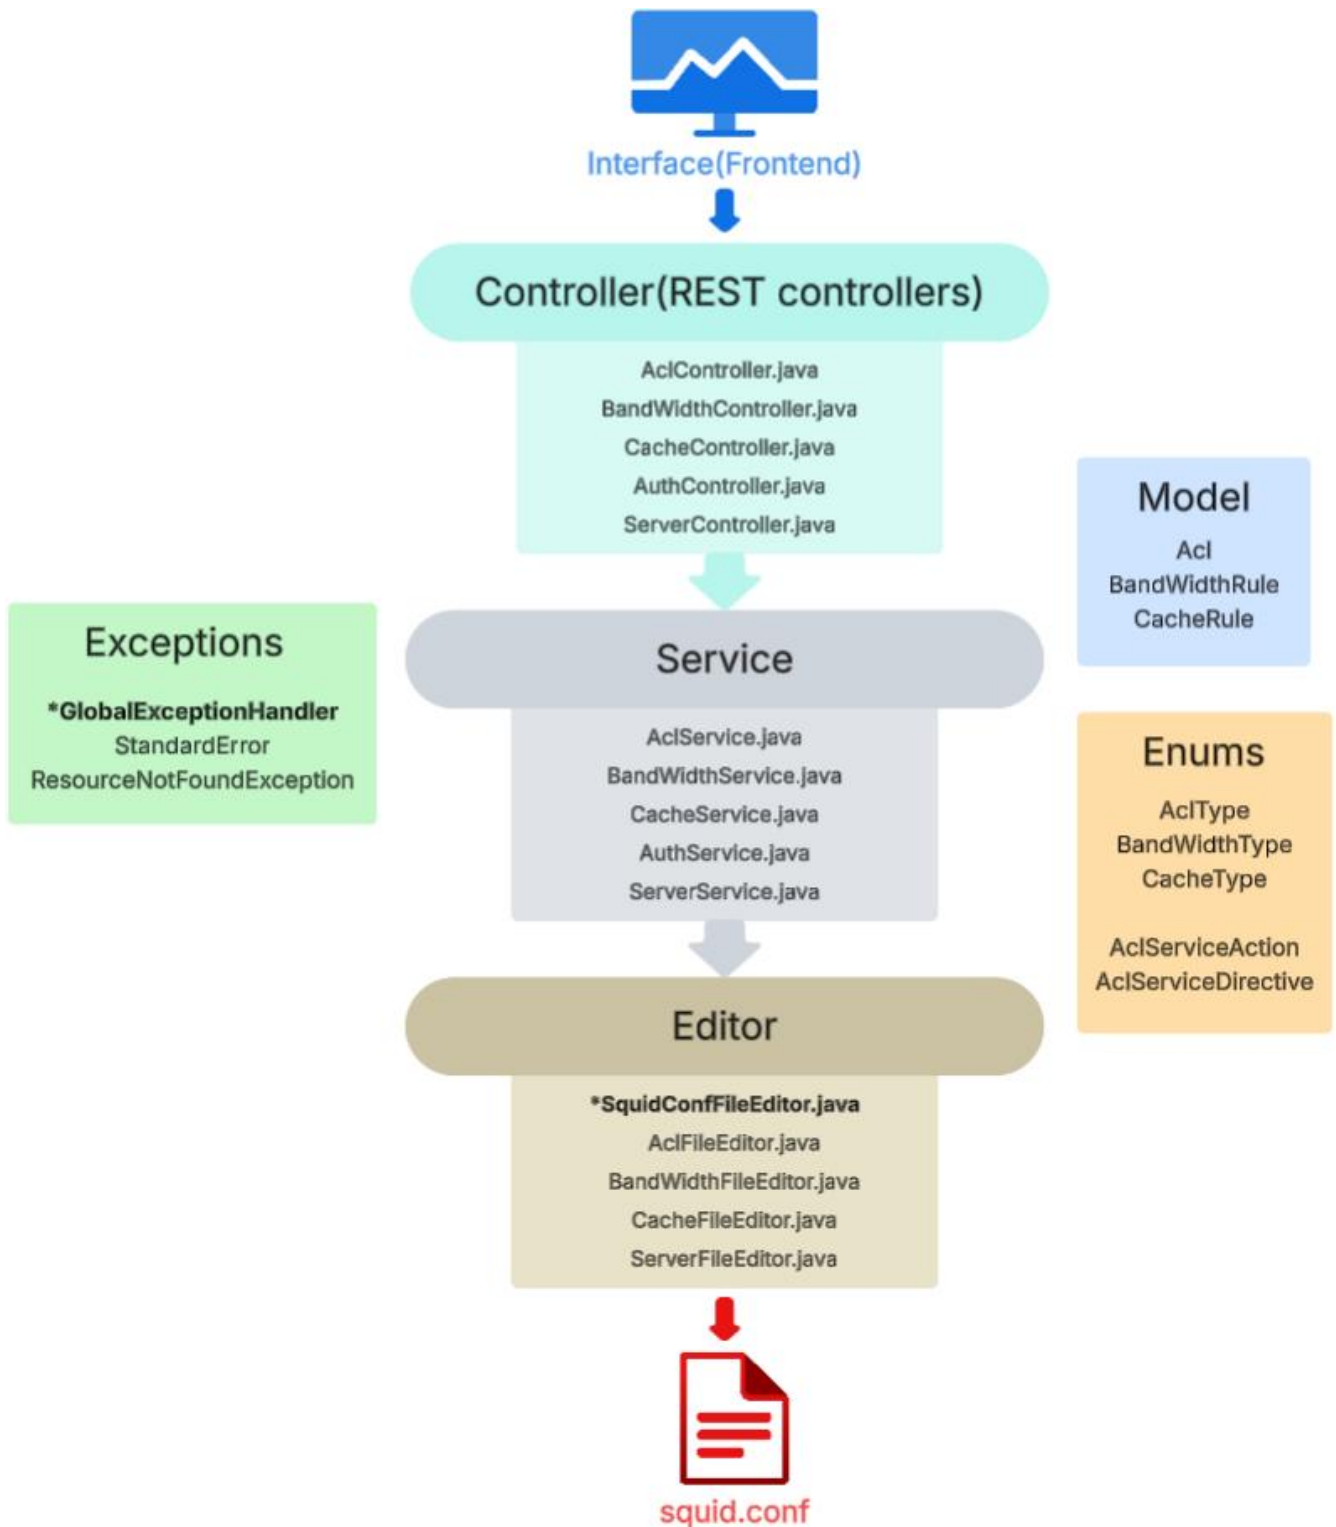 Interface(Frontend)
Controller(REST controllers)
AclController.java
BandWidthController.java
CacheController.java
AuthController.java
ServerController.java
Model
Acl
BandWidthRule
CacheRule
Exceptions
*GlobalExceptionHandler
StandardError
ResourceNotFoundException
Service
AclService.java
BandWidthService.java
CacheService.java
AuthService.java
ServerService.java
Enums
AclType
BandWidthType
CacheType
AclServiceAction
AclServiceDirective
Editor
*SquidConfFileEditor.java
AclFileEditor.java
BandWidthFileEditor.java
CacheFileEditor.java
ServerFileEditor.java
squid.conf